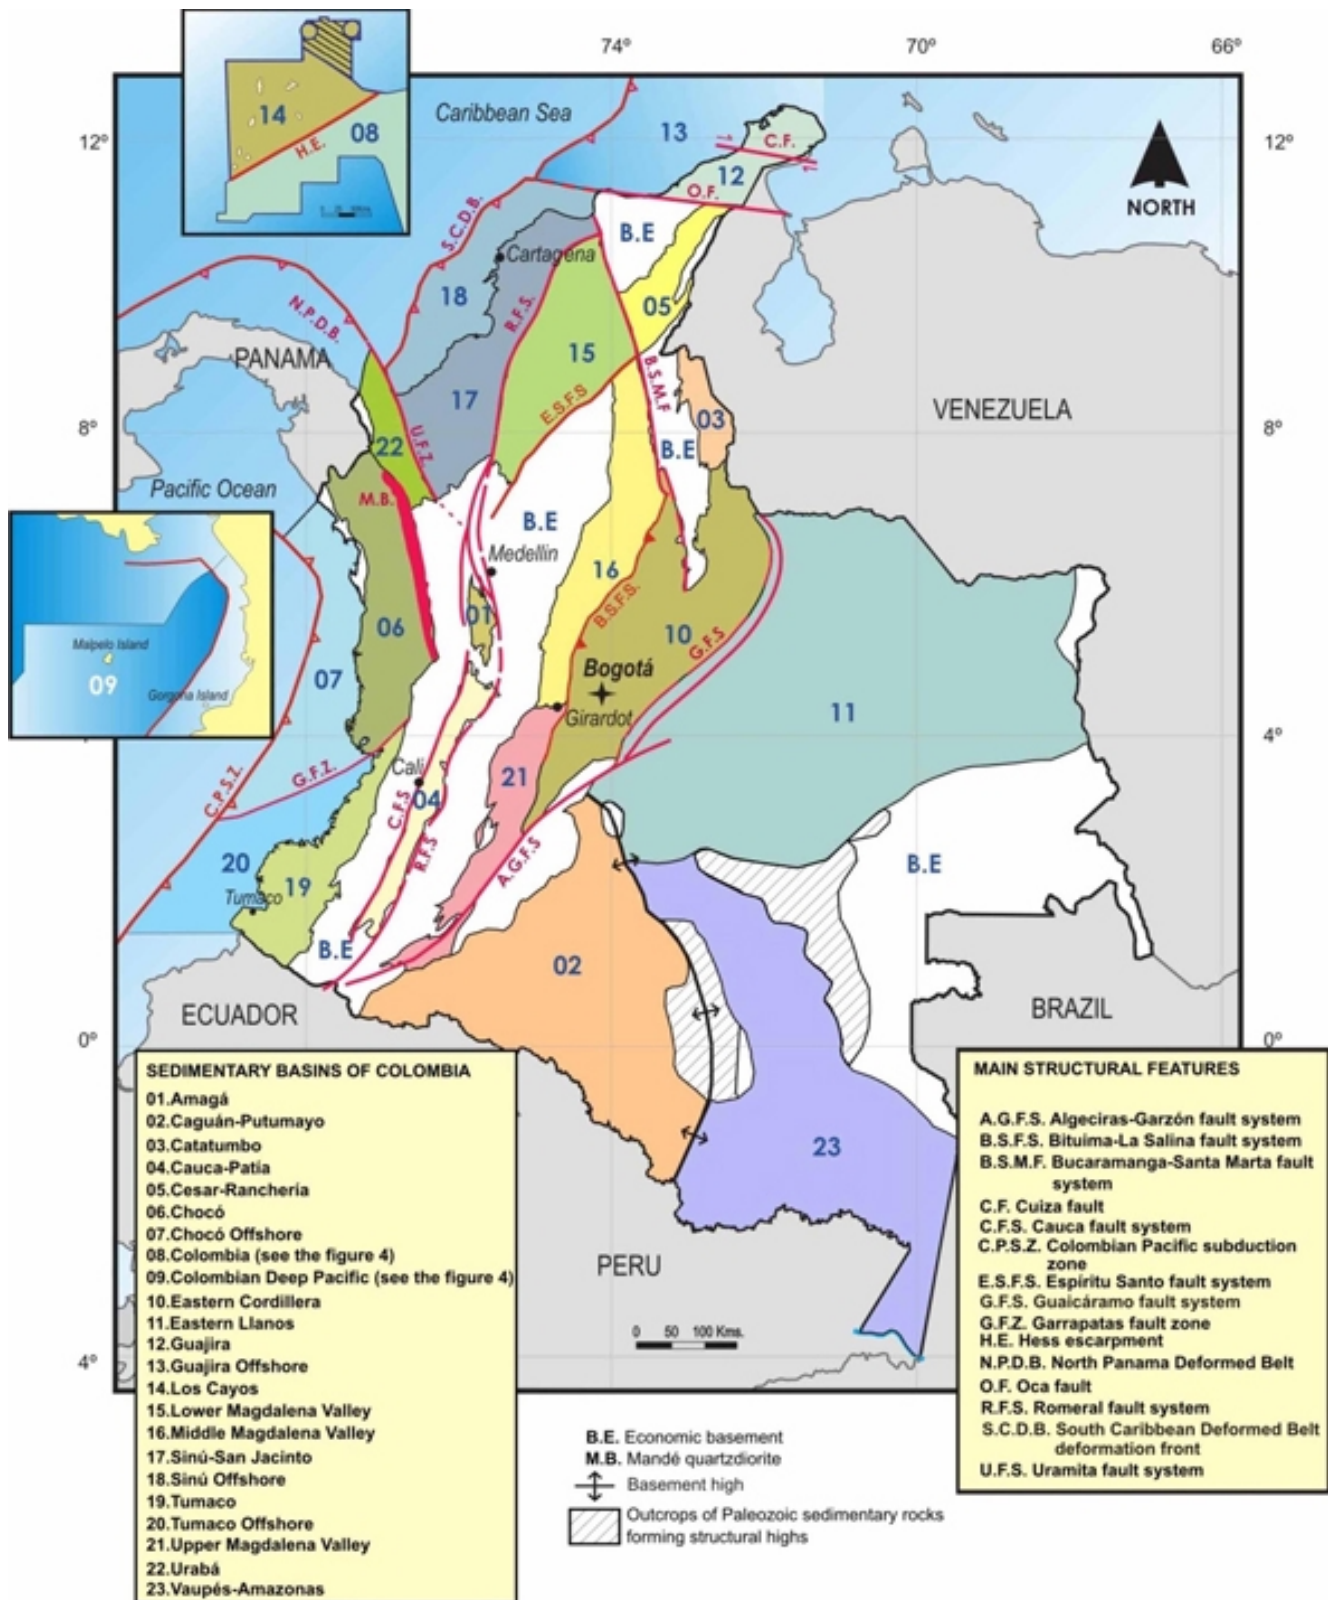 74º 70º 66º
14
08
H.E.
Caribbean Sea
13
C.F.
12
O.F.
12º
12º
NORTH
B.E
S.C.D.B.
Cartagena
18
R.F.S.
05
N.P.D.B.
PANAMA
15
B.S.M.F
17
E.S.F.S
03
VENEZUELA
8º
8º
22
U.F.Z.
B.E
Pacific Ocean
M.B.
B.E
Medellin
16
01
B.S.F.S.
06
10
G.F.S
Malpelo Island
09
Gorgona Island
07
Bogotá
Girardot
11
4º
C.P.S.Z.
G.F.Z.
Cali
21
C.F.S
04
R.F.S
A.G.F.S
20
19
Tumaco
B.E
B.E
02
ECUADOR
BRAZIL
0º
0º
23
PERU
4º
0 50 100 Kms.
SEDIMENTARY BASINS OF COLOMBIA
01.Amagá
02.Caguán-Putumayo
03.Catatumbo
04.Cauca-Patía
05.Cesar-Ranchería
06.Chocó
07.Chocó Offshore
08.Colombia (see the figure 4)
09.Colombian Deep Pacific (see the figure 4)
10.Eastern Cordillera
11.Eastern Llanos
12.Guajira
13.Guajira Offshore
14.Los Cayos
15.Lower Magdalena Valley
16.Middle Magdalena Valley
17.Sinú-San Jacinto
18.Sinú Offshore
19.Tumaco
20.Tumaco Offshore
21.Upper Magdalena Valley
22.Urabá
23.Vaupés-Amazonas
B.E. Economic basement
M.B. Mandé quartzdiorite
Basement high
Outcrops of Paleozoic sedimentary rocks
forming structural highs
MAIN STRUCTURAL FEATURES
A.G.F.S. Algeciras-Garzón fault system
B.S.F.S. Bituima-La Salina fault system
B.S.M.F. Bucaramanga-Santa Marta fault
system
C.F. Cuiza fault
C.F.S. Cauca fault system
C.P.S.Z. Colombian Pacific subduction
zone
E.S.F.S. Espíritu Santo fault system
G.F.S. Guaicáramo fault system
G.F.Z. Garrapatas fault zone
H.E. Hess escarpment
N.P.D.B. North Panama Deformed Belt
O.F. Oca fault
R.F.S. Romeral fault system
S.C.D.B. South Caribbean Deformed Belt
deformation front
U.F.S. Uramita fault system